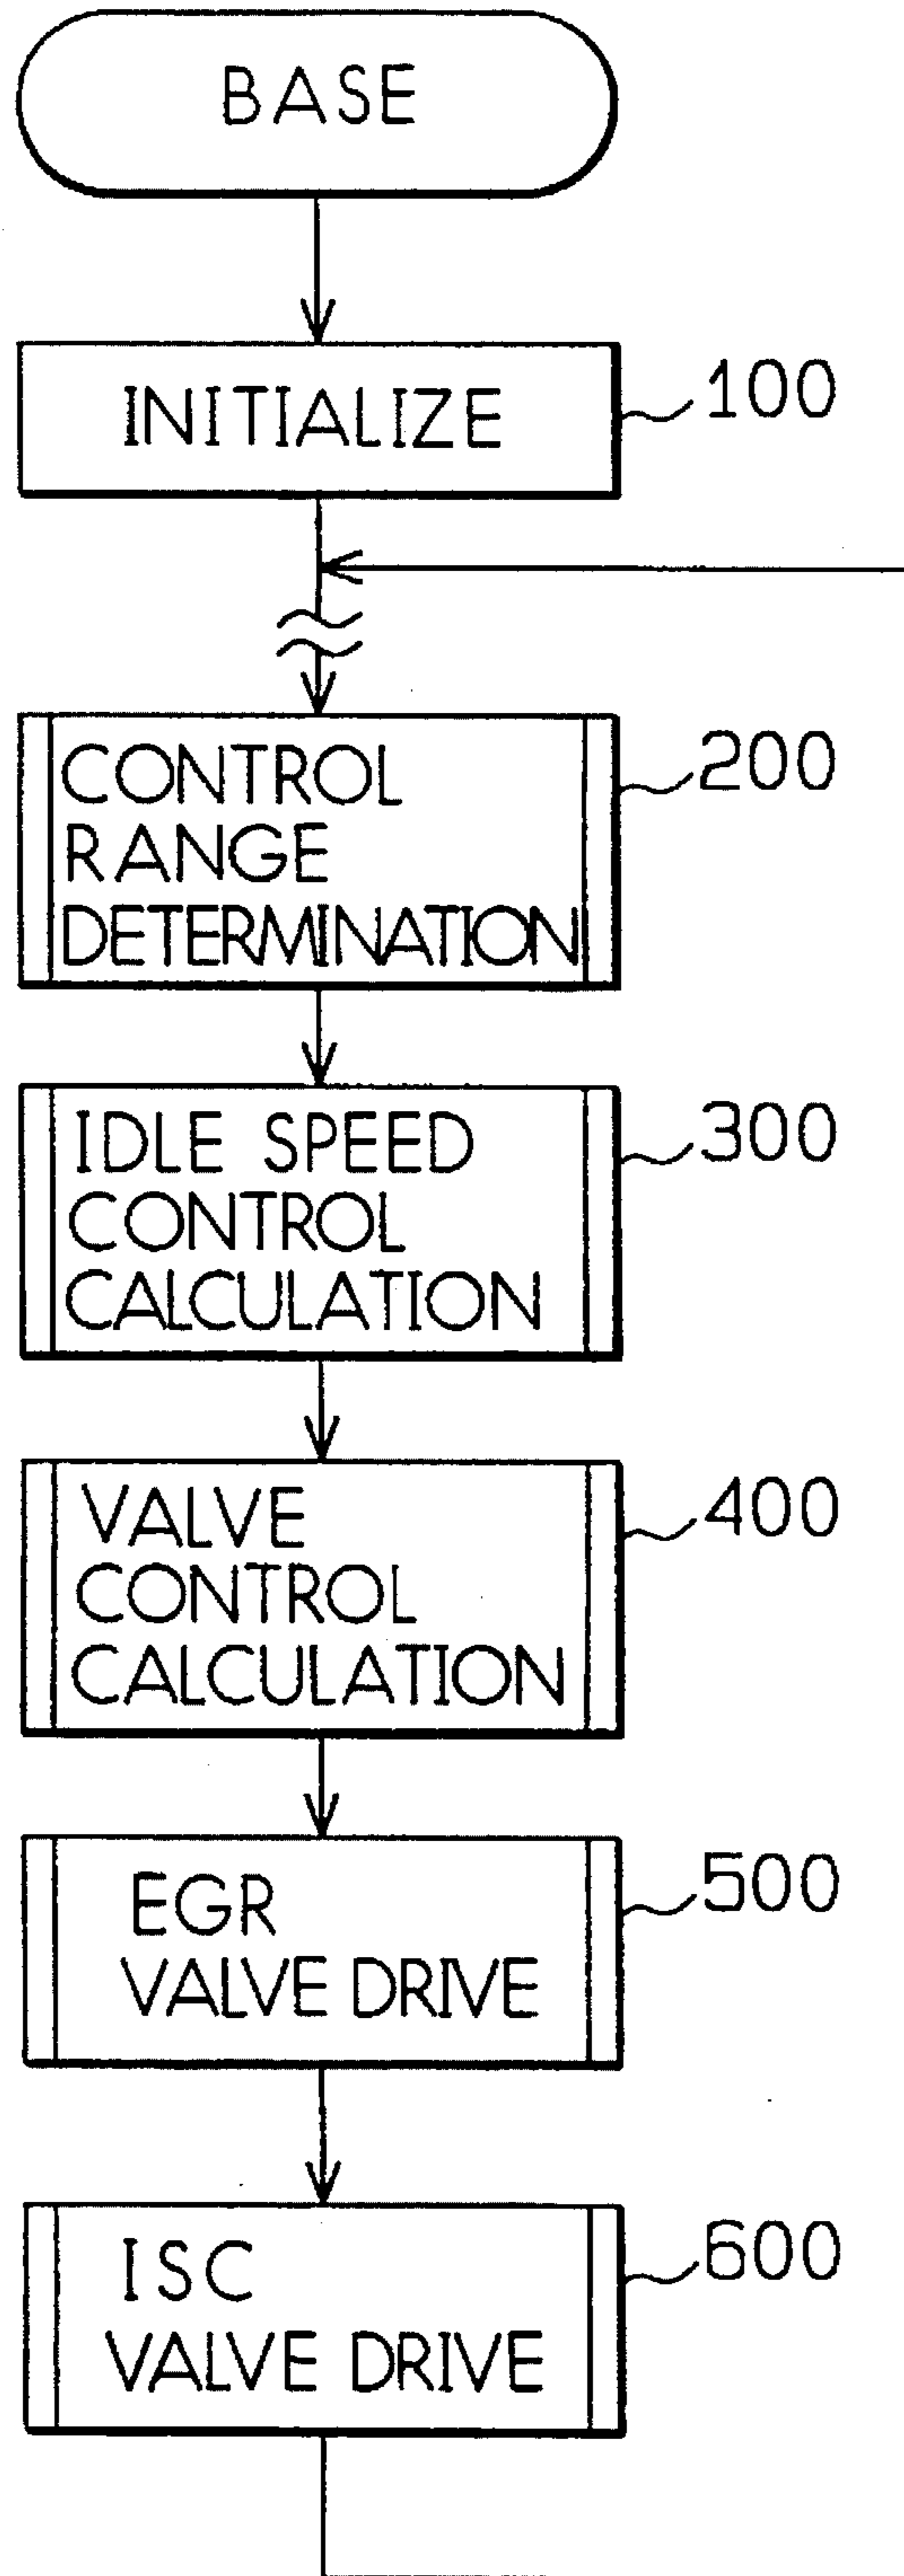 BASE
INITIALIZE
100
CONTROL
RANGE
DETERMINATION
200
IDLE SPEED
CONTROL
CALCULATION
300
VALVE
CONTROL
CALCULATION
400
EGR
VALVE DRIVE
500
ISC
VALVE DRIVE
600